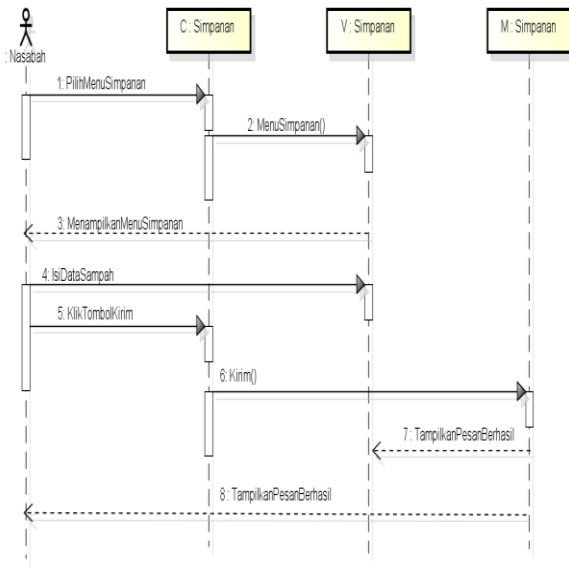 : Nasabah
C : Simpanan
V : Simpanan
M : Simpanan
1: PilihMenuSimpanan
2: MenuSimpanan()
3: MenampilkanMenuSimpanan
4: IsiDataSampah
5: KlikTombolKirim
6: Kirim()
7 : TampilkanPesanBerhasil
8 : TampilkanPesanBerhasil